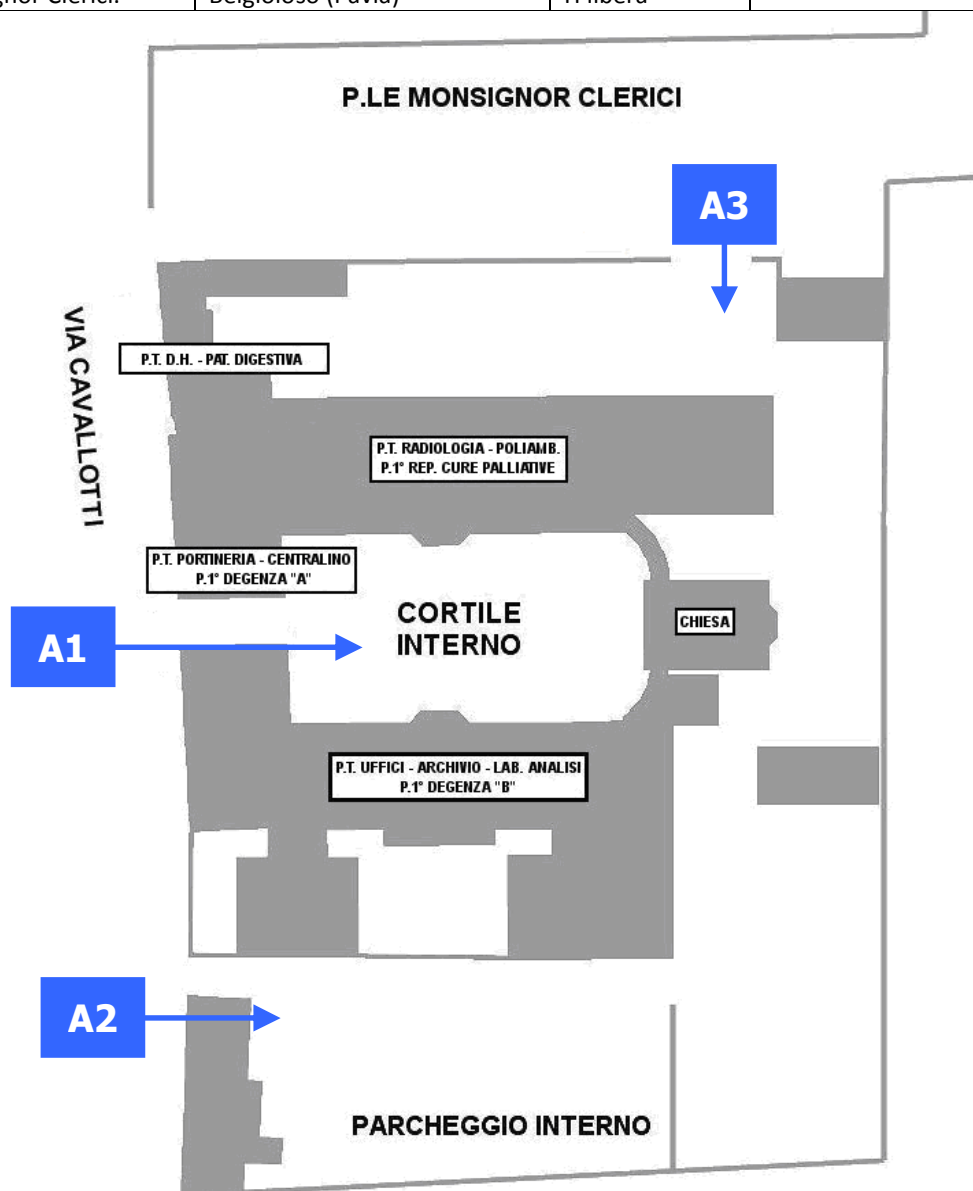 Belgioioso (Pavia)
P.LE MONSIGNOR CLERICI
A3
VIA CAVALLOTTI
P.T. D.H. - PAT. DIGESTIVA
P.T. RADIOLOGIA - POLIAMB.
P.1° REP. CURE PALLIATIVE
P.T. PORTINERIA - CENTRALINO
P.1° DEGENZA "A"
CORTILE
INTERNO
CHIESA
A1
P.T. UFFICI - ARCHIVIO - LAB. ANALISI
P.1° DEGENZA "B"
A2
PARCHEGGIO INTERNO